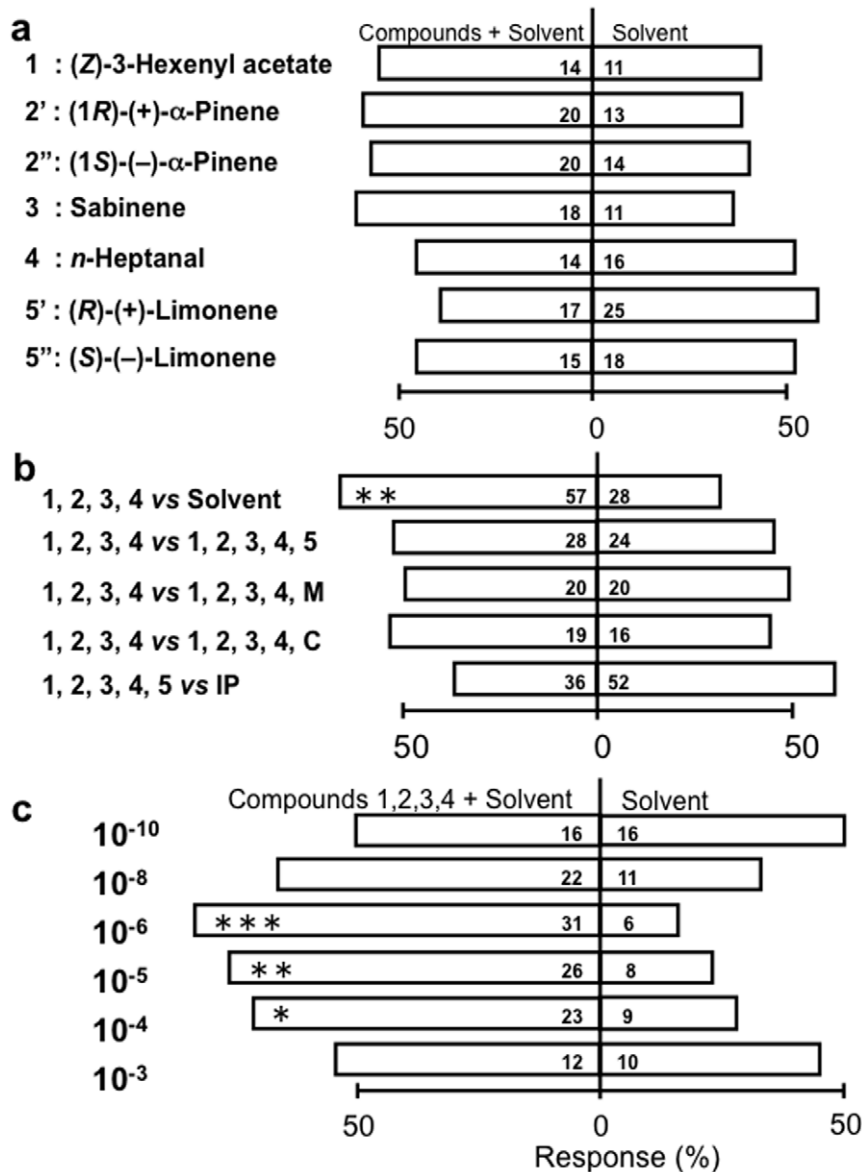 a
Compounds + Solvent Solvent
1 : (Z)-3-Hexenyl acetate 14 11
2’ : (1R)-(+)-α-Pinene 20 13
2”: (1S)-(–)-α-Pinene 20 14
3 : Sabinene 18 11
4 : n-Heptanal 14 16
5’ : (R)-(+)-Limonene 17 25
5”: (S)-(–)-Limonene 15 18
50 0 50
b
1, 2, 3, 4 vs Solvent ** 57 28
1, 2, 3, 4 vs 1, 2, 3, 4, 5 28 24
1, 2, 3, 4 vs 1, 2, 3, 4, M 20 20
1, 2, 3, 4 vs 1, 2, 3, 4, C 19 16
1, 2, 3, 4, 5 vs IP 36 52
50 0 50
c
Compounds 1,2,3,4 + Solvent Solvent
10⁻¹⁰ 16 16
10⁻⁸ 22 11
10⁻⁶ *** 31 6
10⁻⁵ ** 26 8
10⁻⁴ * 23 9
10⁻³ 12 10
50 0 50
Response (%)